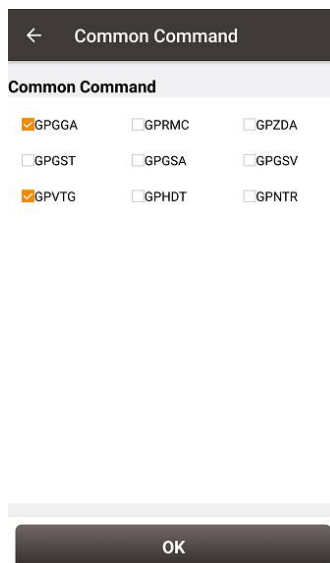 Common Command
Common Command
GPGGA GPRMC GPZDA
GPGST GPGSA GPGSV
GPVTG GPHDT GPNTR
OK